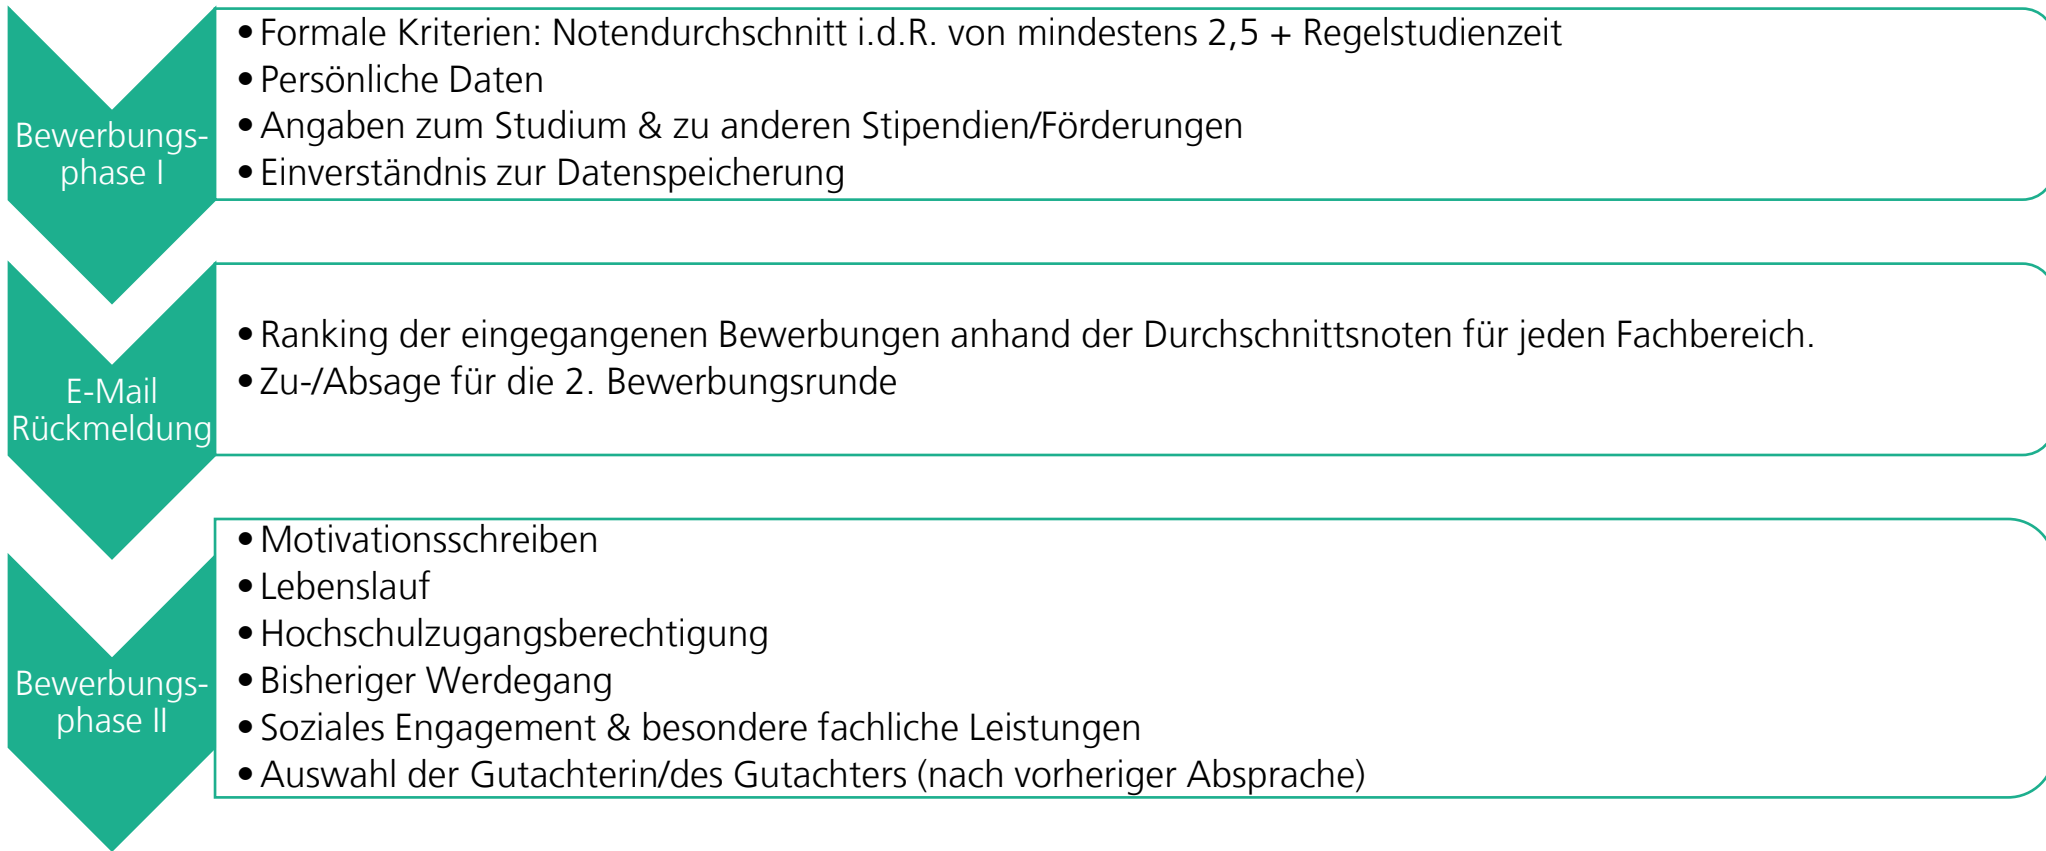 Bewerbungs-
phase I
•Formale Kriterien: Notendurchschnitt i.d.R. von mindestens 2,5 + Regelstudienzeit
•Persönliche Daten
•Angaben zum Studium & zu anderen Stipendien/Förderungen
•Einverständnis zur Datenspeicherung
E-Mail
Rückmeldung
•Ranking der eingegangenen Bewerbungen anhand der Durchschnittsnoten für jeden Fachbereich.
•Zu-/Absage für die 2. Bewerbungsrunde
Bewerbungs-
phase II
•Motivationsschreiben
•Lebenslauf
•Hochschulzugangsberechtigung
•Bisheriger Werdegang
•Soziales Engagement & besondere fachliche Leistungen
•Auswahl der Gutachterin/des Gutachters (nach vorheriger Absprache)